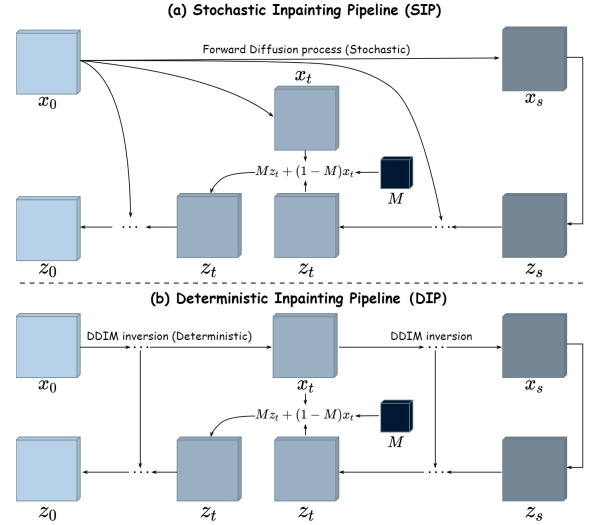 (a) Stochastic Inpainting Pipeline (SIP)
Forward Diffusion process (Stochastic)
x_0
x_t
x_s
Mz_t + (1 − M)x_t
M
...
...
z_0
z_t
z_t
z_s
(b) Deterministic Inpainting Pipeline (DIP)
DDIM inversion (Deterministic)
DDIM inversion
...
...
x_0
x_t
x_s
Mz_t + (1 − M)x_t
M
...
...
z_0
z_t
z_t
z_s